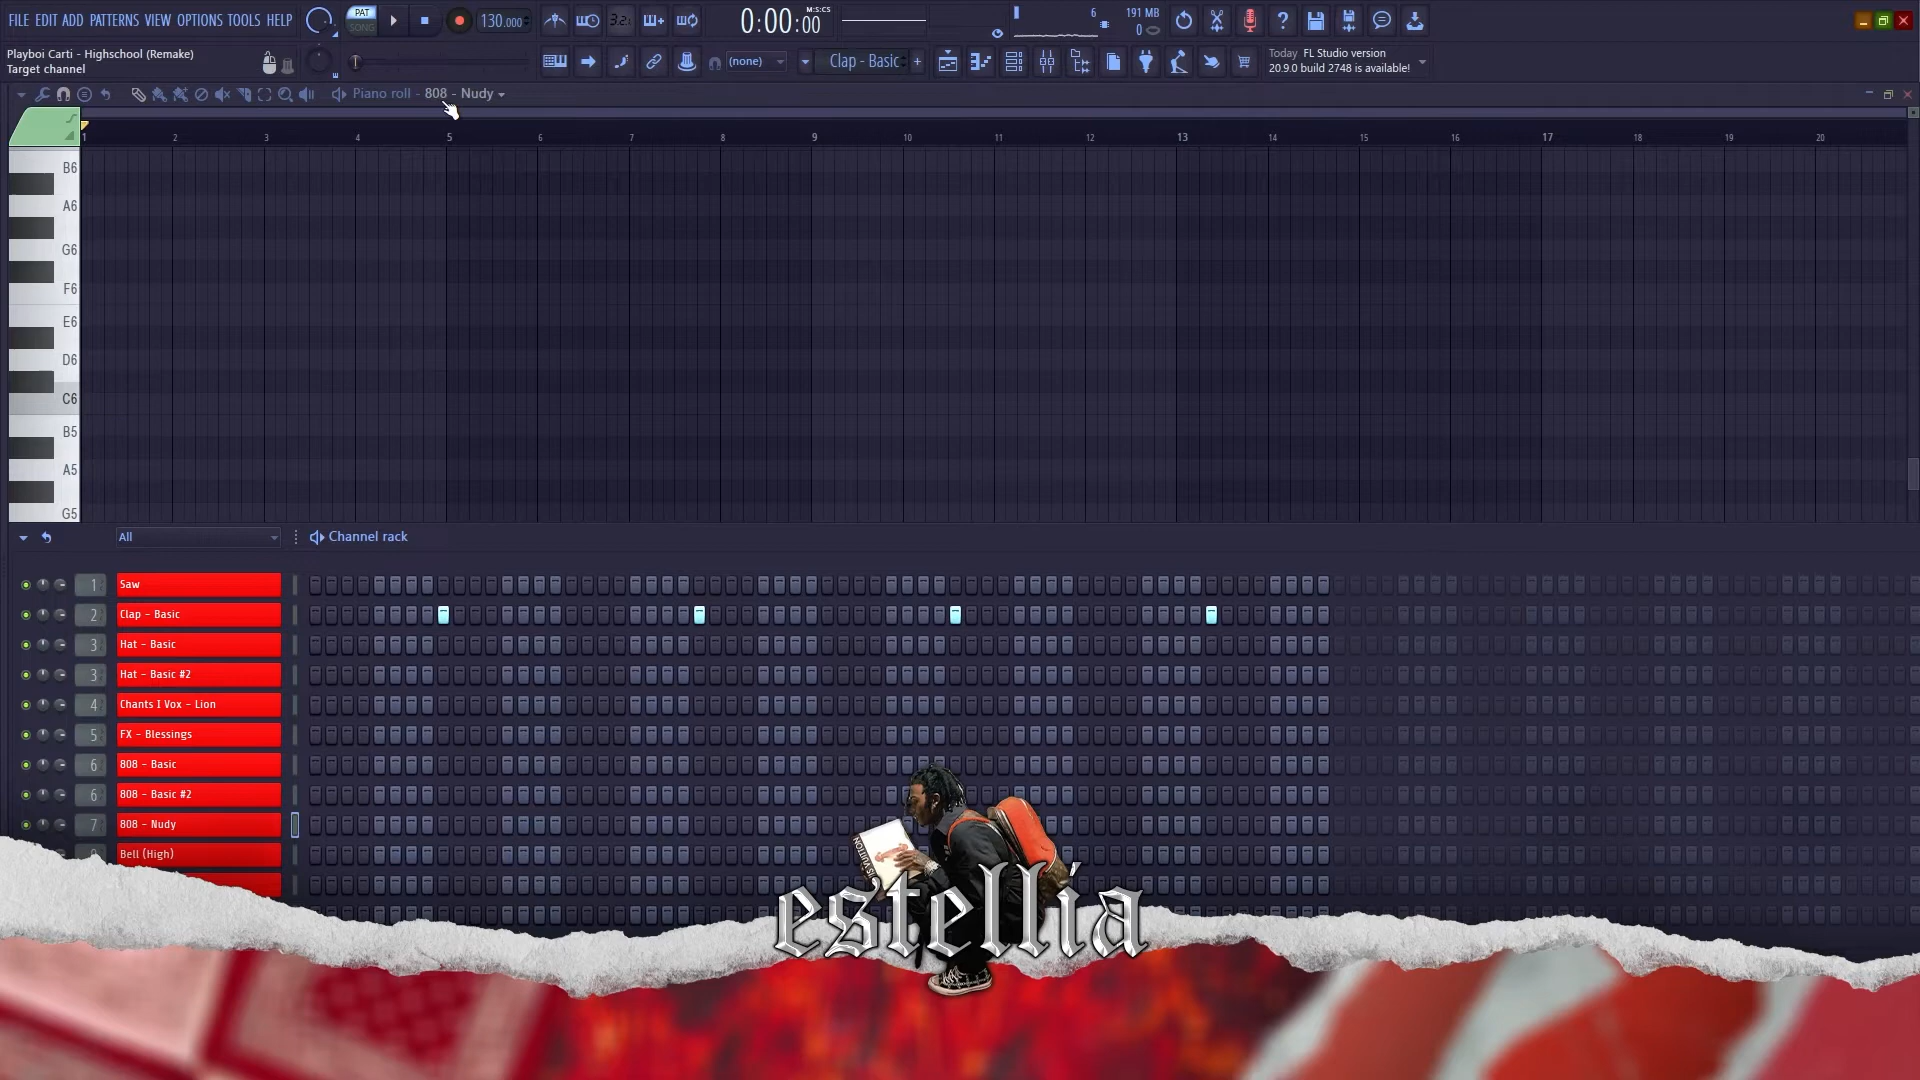 FILE EDIT ADD PATTERNS VIEW OPTIONS TOOLS HELP
PAT
SONG
130.000
3.2.1
0:00:00
M:S:CS
6
191 MB
0
Playboi Carti - Highschool (Remake)
Target channel
(none)
Clap - Basic
Today FL Studio version
20.9.0 build 2748 is available!
Piano roll - 808 - Nudy
1 2 3 4 5 6 7 8 9 10 11 12 13 14 15 16 17 18 19 20
B6
A6
G6
F6
E6
D6
C6
B5
A5
G5
All
Channel rack
1 Saw
2 Clap - Basic
3 Hat - Basic
3 Hat - Basic #2
4 Chants I Vox - Lion
5 FX - Blessings
6 808 - Basic
6 808 - Basic #2
7 808 - Nudy
Bell (High)
estellia